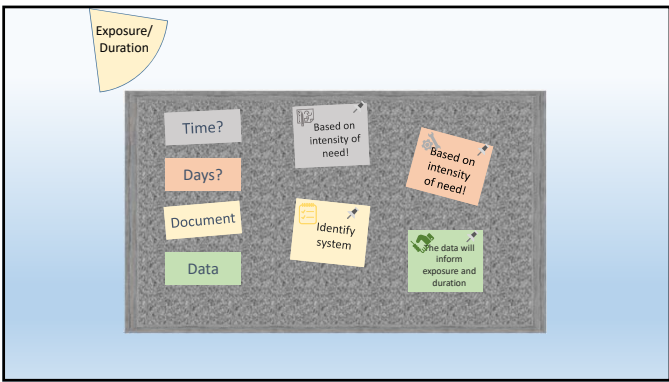 Exposure/
Duration
Time?
Days?
Document
Data
Based on
intensity of
need!
Based on
intensity
of need!
Identify
system
The data will
inform
exposure and
duration